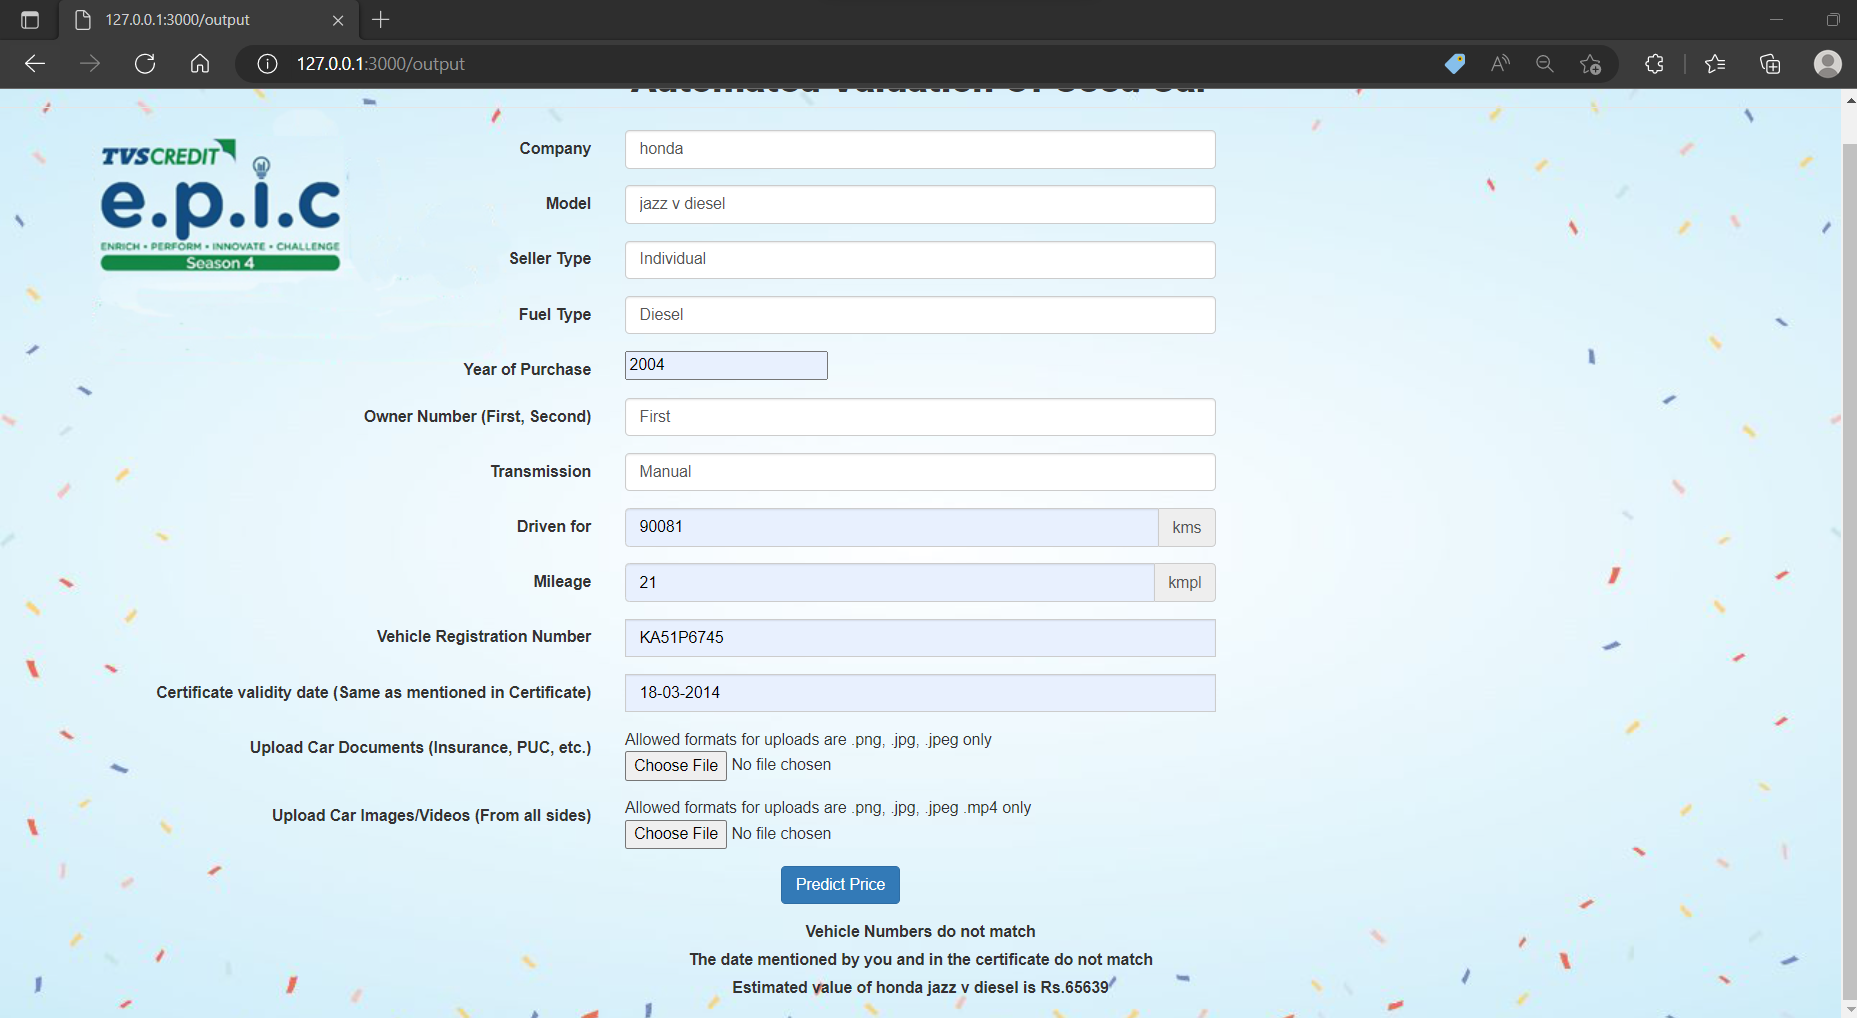 127.0.0.1:3000/output
127.0.0.1:3000/output
Automated Valuation Of Used Car
TVS CREDIT
e.p.i.c
ENRICH • PERFORM • INNOVATE • CHALLENGE
Season 4
Company honda
Model jazz v diesel
Seller Type Individual
Fuel Type Diesel
Year of Purchase 2004
Owner Number (First, Second) First
Transmission Manual
Driven for 90081 kms
Mileage 21 kmpl
Vehicle Registration Number KA51P6745
Certificate validity date (Same as mentioned in Certificate) 18-03-2014
Upload Car Documents (Insurance, PUC, etc.) Allowed formats for uploads are .png, .jpg, .jpeg only
Choose File No file chosen
Upload Car Images/Videos (From all sides) Allowed formats for uploads are .png, .jpg, .jpeg .mp4 only
Choose File No file chosen
Predict Price
Vehicle Numbers do not match
The date mentioned by you and in the certificate do not match
Estimated value of honda jazz v diesel is Rs.65639